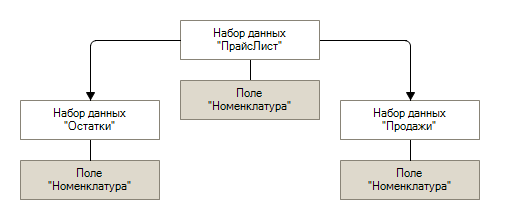 Набор данных
"ПрайсЛист"
Поле
"Номенклатура"
Набор данных
"Остатки"
Набор данных
"Продажи"
Поле
"Номенклатура"
Поле
"Номенклатура"